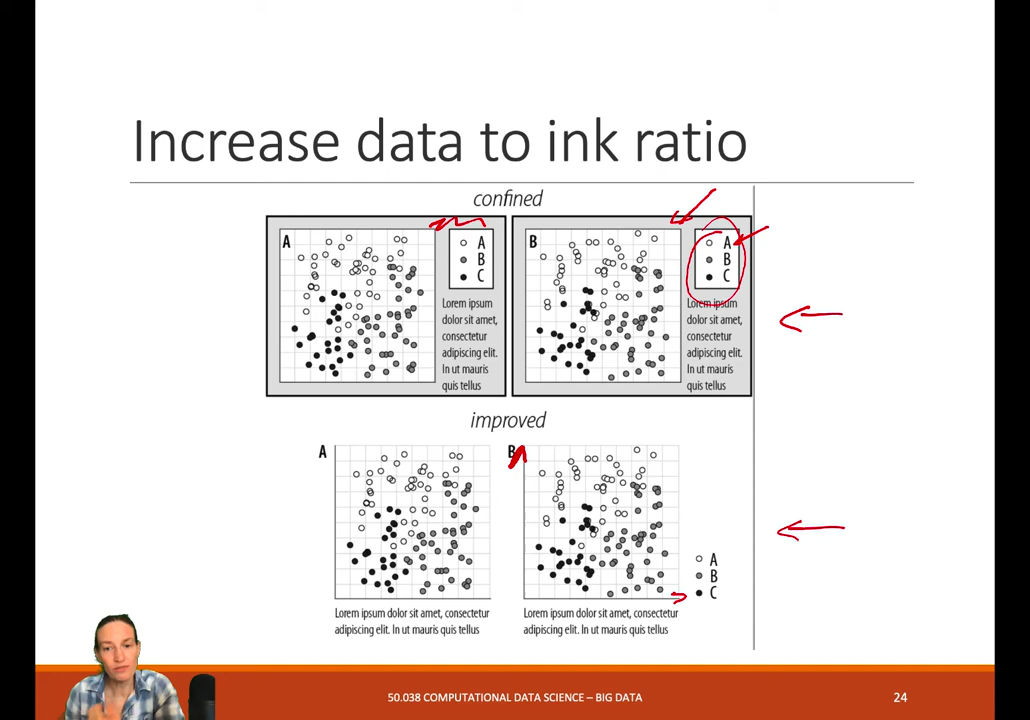 Increase data to ink ratio
confined
A
A
B
C
Lorem ipsum
dolor sit amet,
consectetur
adipiscing elit.
In ut mauris
quis tellus
B
A
B
C
Lorem ipsum
dolor sit amet,
consectetur
adipiscing elit.
In ut mauris
quis tellus
improved
A
Lorem ipsum dolor sit amet, consectetur
adipiscing elit. In ut mauris quis tellus
B
A
B
C
Lorem ipsum dolor sit amet, consectetur
adipiscing elit. In ut mauris quis tellus
50.038 COMPUTATIONAL DATA SCIENCE – BIG DATA
24